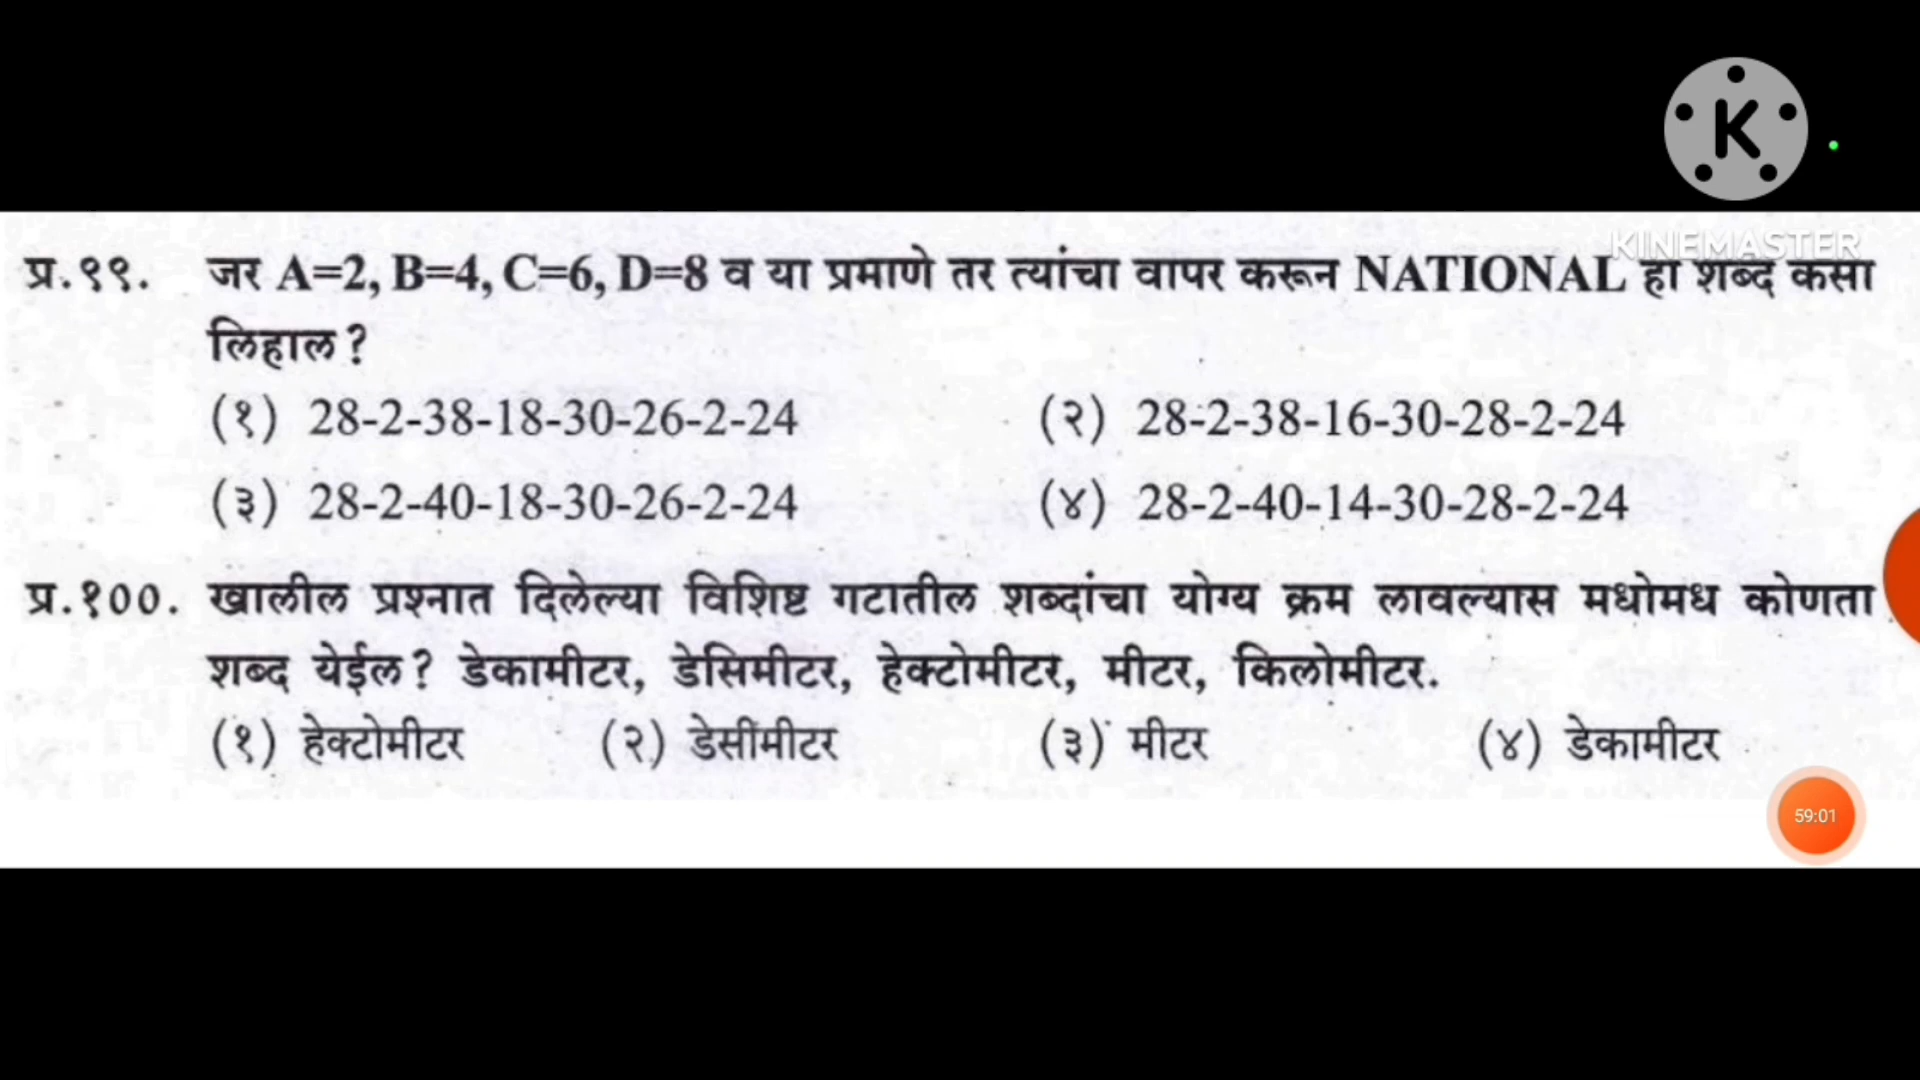 K
KINEMASTER
प्र.९९. जर A=2, B=4, C=6, D=8 व या प्रमाणे तर त्यांचा वापर करून NATIONAL हा शब्द कसा
लिहाल ?
(१) 28-2-38-18-30-26-2-24 (२) 28-2-38-16-30-28-2-24
(३) 28-2-40-18-30-26-2-24 (४) 28-2-40-14-30-28-2-24
प्र.१००. खालील प्रश्नात दिलेल्या विशिष्ट गटातील शब्दांचा योग्य क्रम लावल्यास मधोमध कोणता
शब्द येईल ? डेकामीटर, डेसिमीटर, हेक्टोमीटर, मीटर, किलोमीटर.
(१) हेक्टोमीटर (२) डेसींमीटर (३) मीटर (४) डेकामीटर
59:01